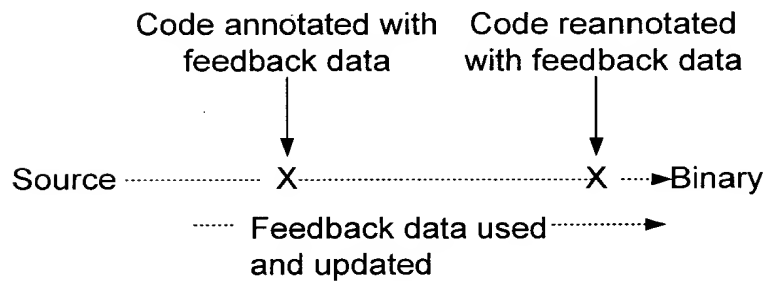 Code annotated with
feedback data
Code reannotated
with feedback data
Source
X
X
Binary
Feedback data used
and updated